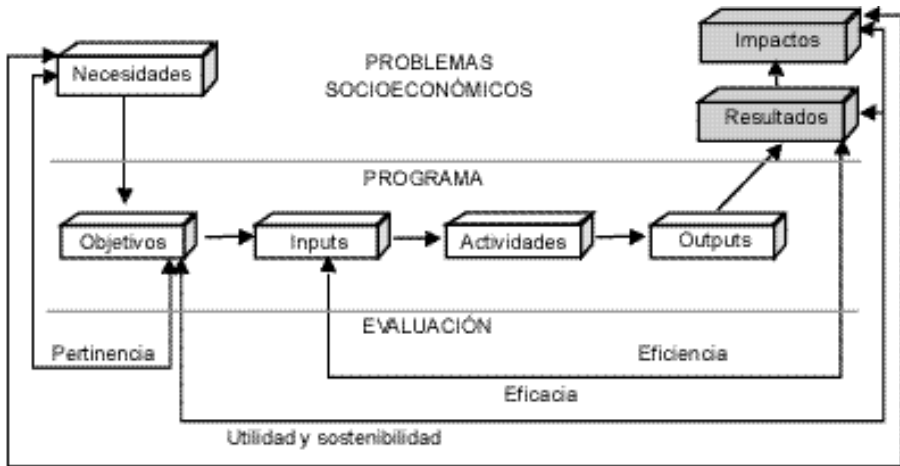 Impactos
Necesidades
PROBLEMAS
SOCIOECONÓMICOS
Resultados
PROGRAMA
Objetivos
Inputs
Actividades
Outputs
EVALUACIÓN
Pertinencia
Eficiencia
Eficacia
Utilidad y sostenibilidad